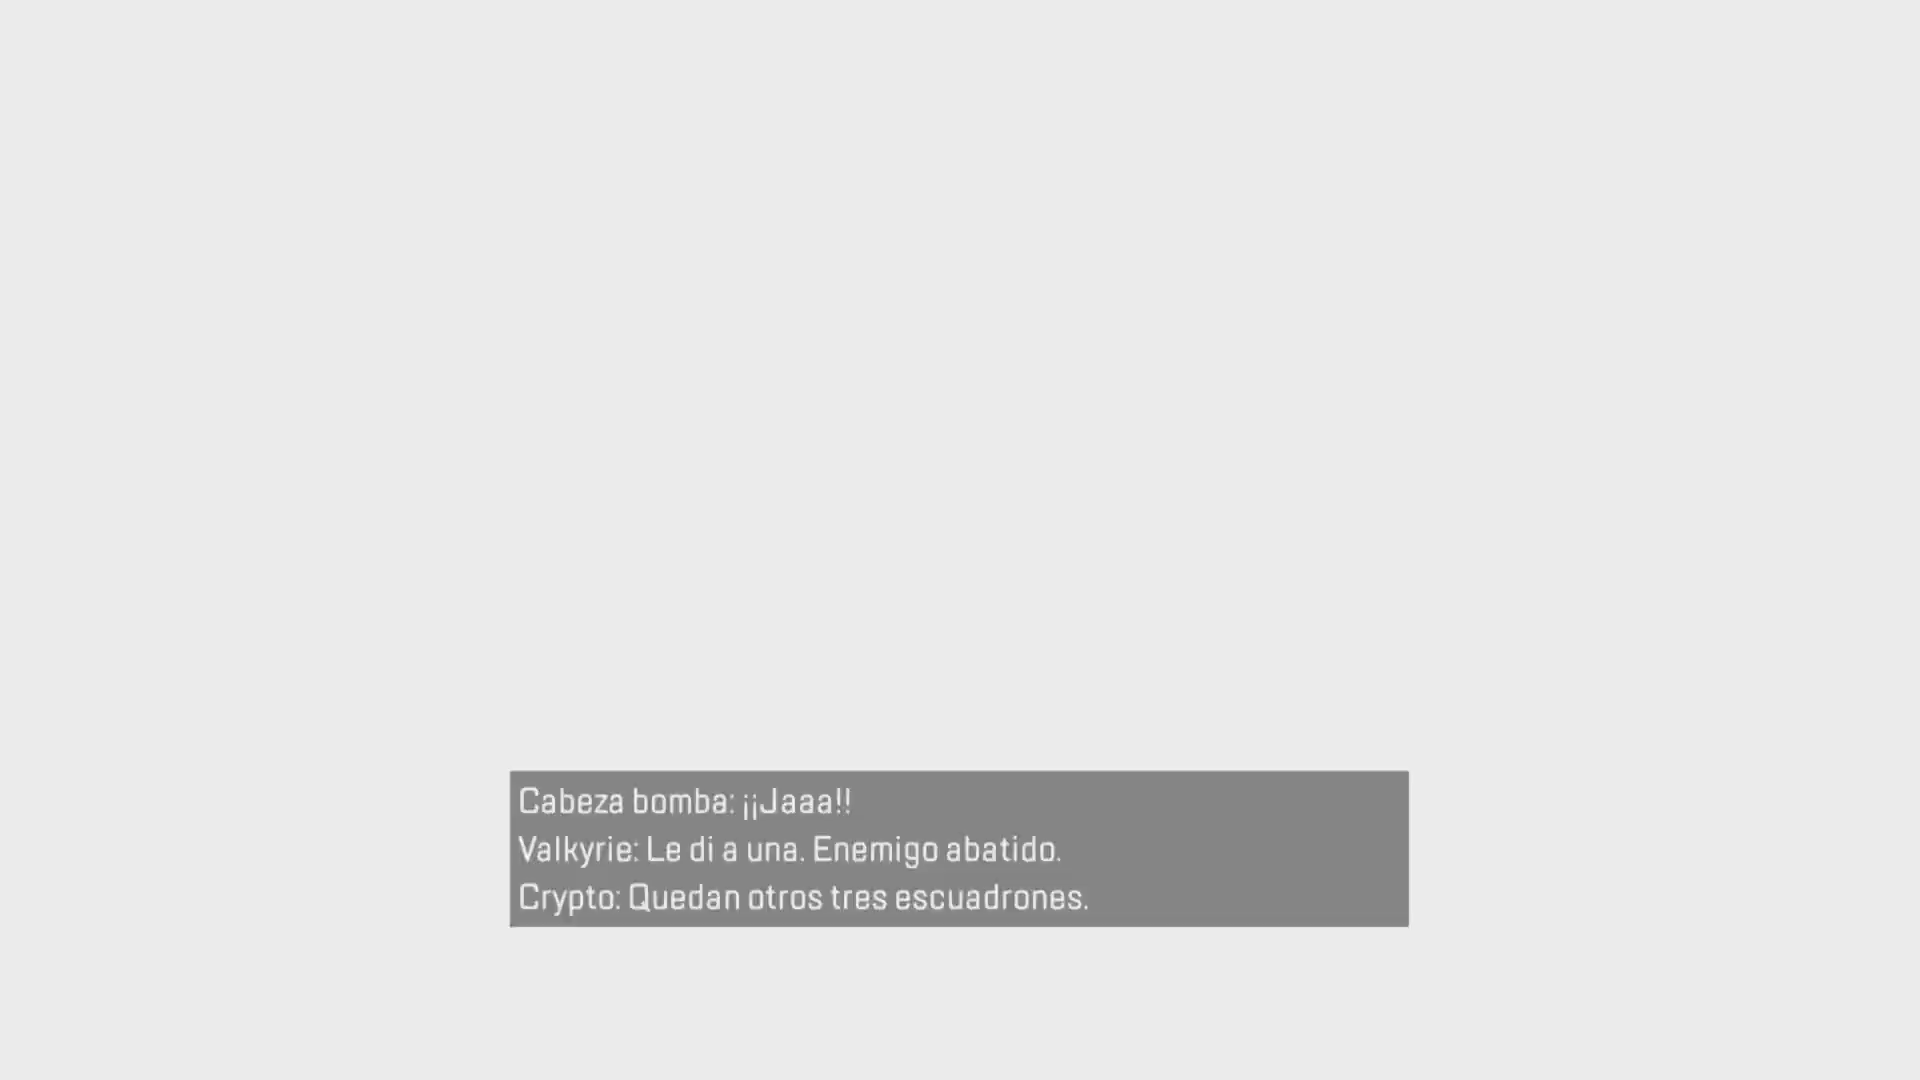 Cabeza bomba: ¡¡Jaaa!!
Valkyrie: Le di a una. Enemigo abatido.
Crypto: Quedan otros tres escuadrones.